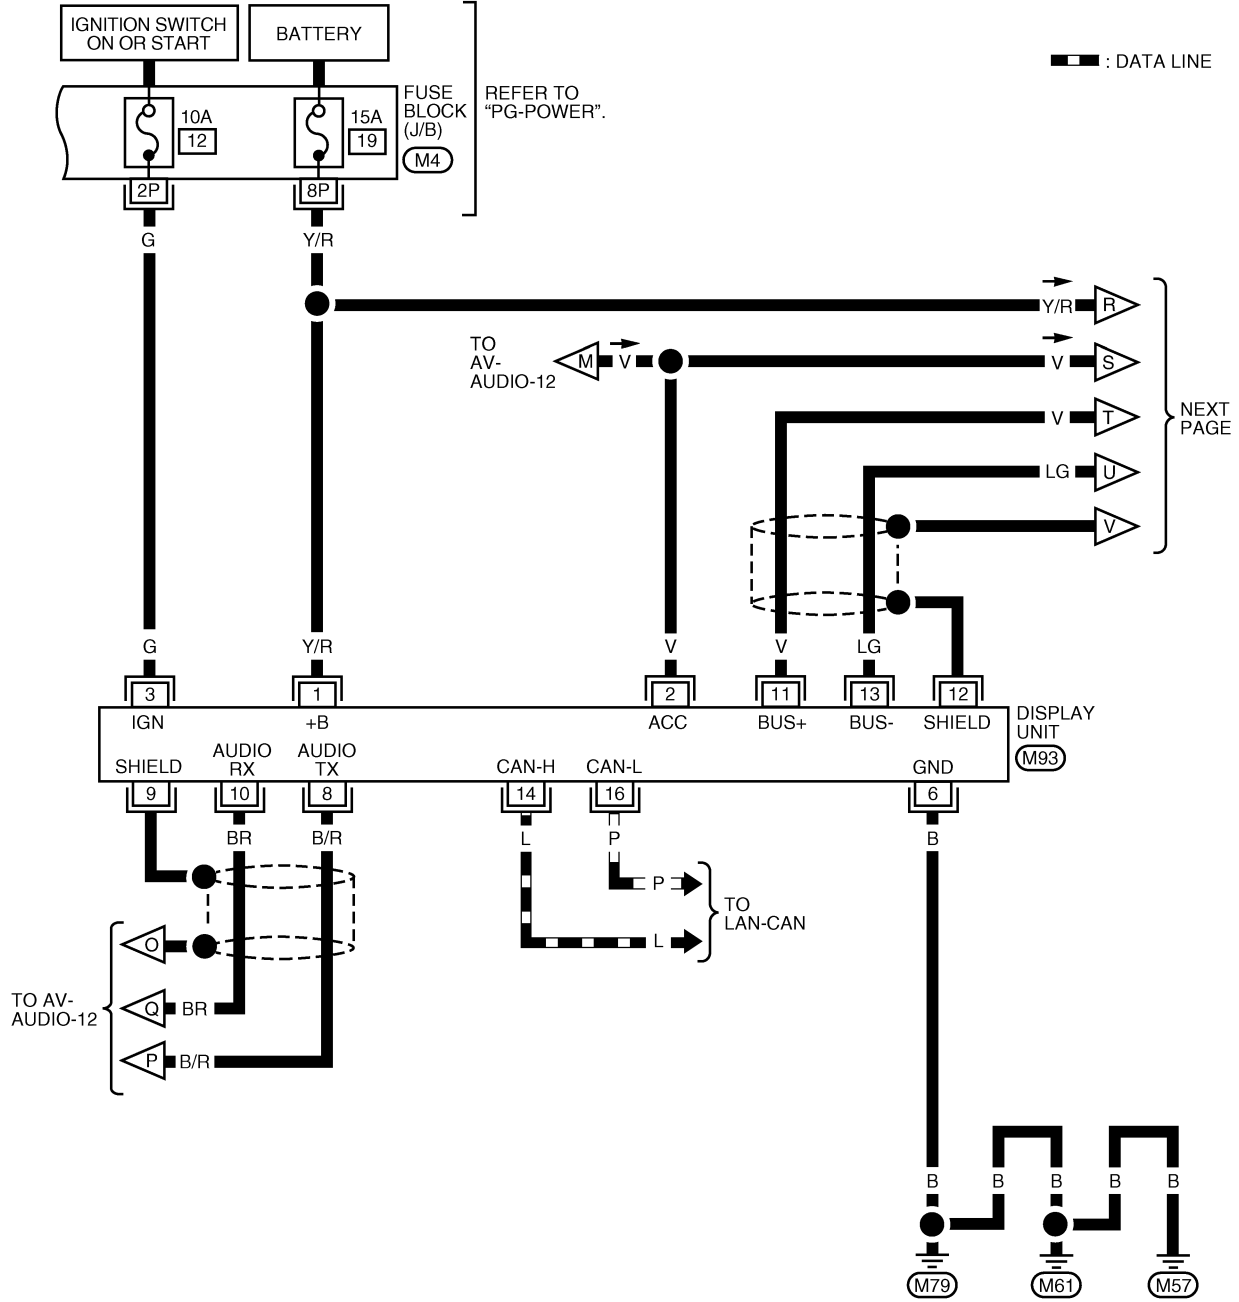 IGNITION SWITCH
ON OR START
BATTERY
: DATA LINE
FUSE
BLOCK
(J/B)
M4
REFER TO
“PG-POWER”.
10A
12
15A
19
2P
8P
G
Y/R
Y/R
R
TO
AV-
AUDIO-12
M
V
V
S
V
T
NEXT
PAGE
LG
U
V
G
Y/R
V
V
LG
3
1
2
11
13
12
IGN
+B
ACC
BUS+
BUS-
SHIELD
DISPLAY
UNIT
M93
SHIELD
AUDIO
RX
AUDIO
TX
CAN-H
CAN-L
GND
9
10
8
14
16
6
BR
B/R
L
P
B
P
TO
LAN-CAN
L
O
TO AV-
AUDIO-12
Q
BR
P
B/R
B
B
B
B
B
M79
M61
M57